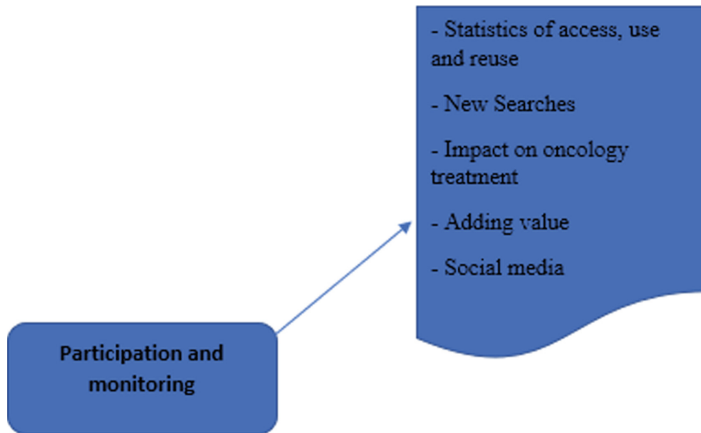 - Statistics of access, use
and reuse
- New Searches
- Impact on oncology
treatment
- Adding value
- Social media
Participation and
monitoring